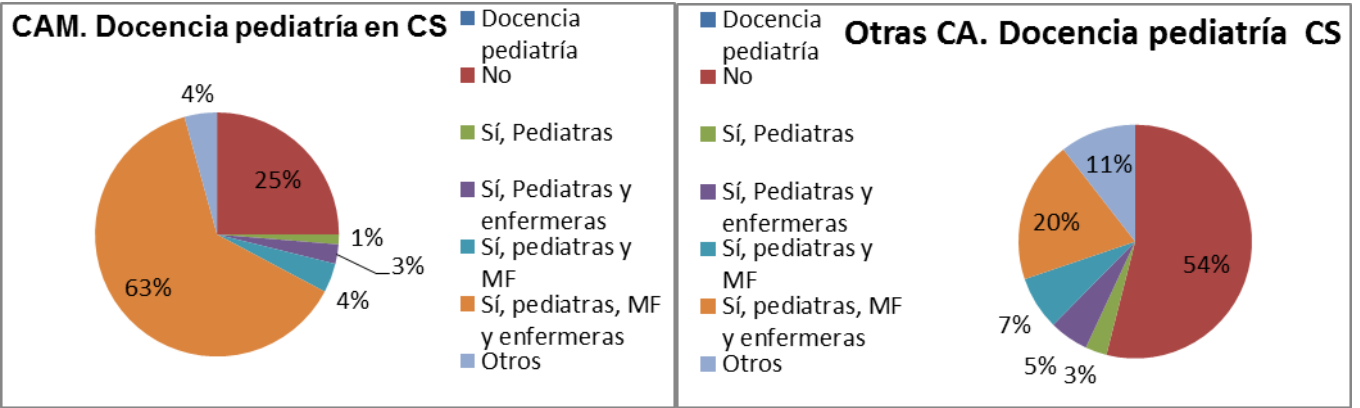 CAM. Docencia pediatría en CS
Docencia
pediatría
No
Sí, Pediatras
Sí, Pediatras y
enfermeras
Sí, pediatras y
MF
Sí, pediatras, MF
y enfermeras
Otros
4%
25%
1%
3%
4%
63%
Otras CA. Docencia pediatría  CS
Docencia
pediatría
No
Sí, Pediatras
Sí, Pediatras y
enfermeras
Sí, pediatras y
MF
Sí, pediatras, MF
y enfermeras
Otros
11%
20%
54%
7%
5%
3%